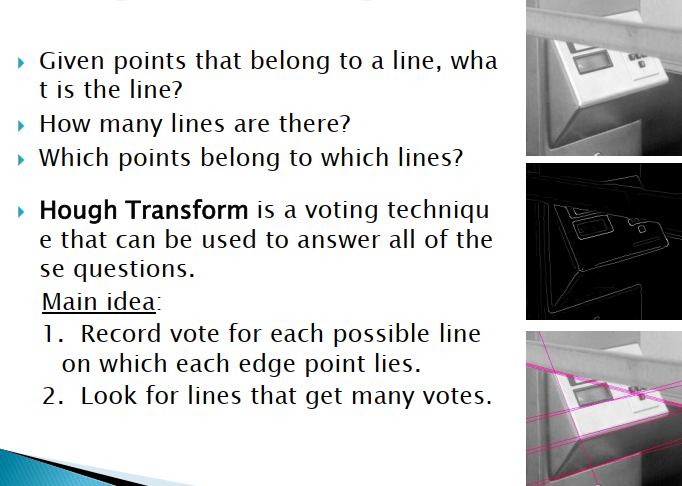 Given points that belong to a line, wha
t is the line?
How many lines are there?
Which points belong to which lines?
Hough Transform is a voting techniqu
e that can be used to answer all of the
se questions.
Main idea:
1. Record vote for each possible line
on which each edge point lies.
2. Look for lines that get many votes.